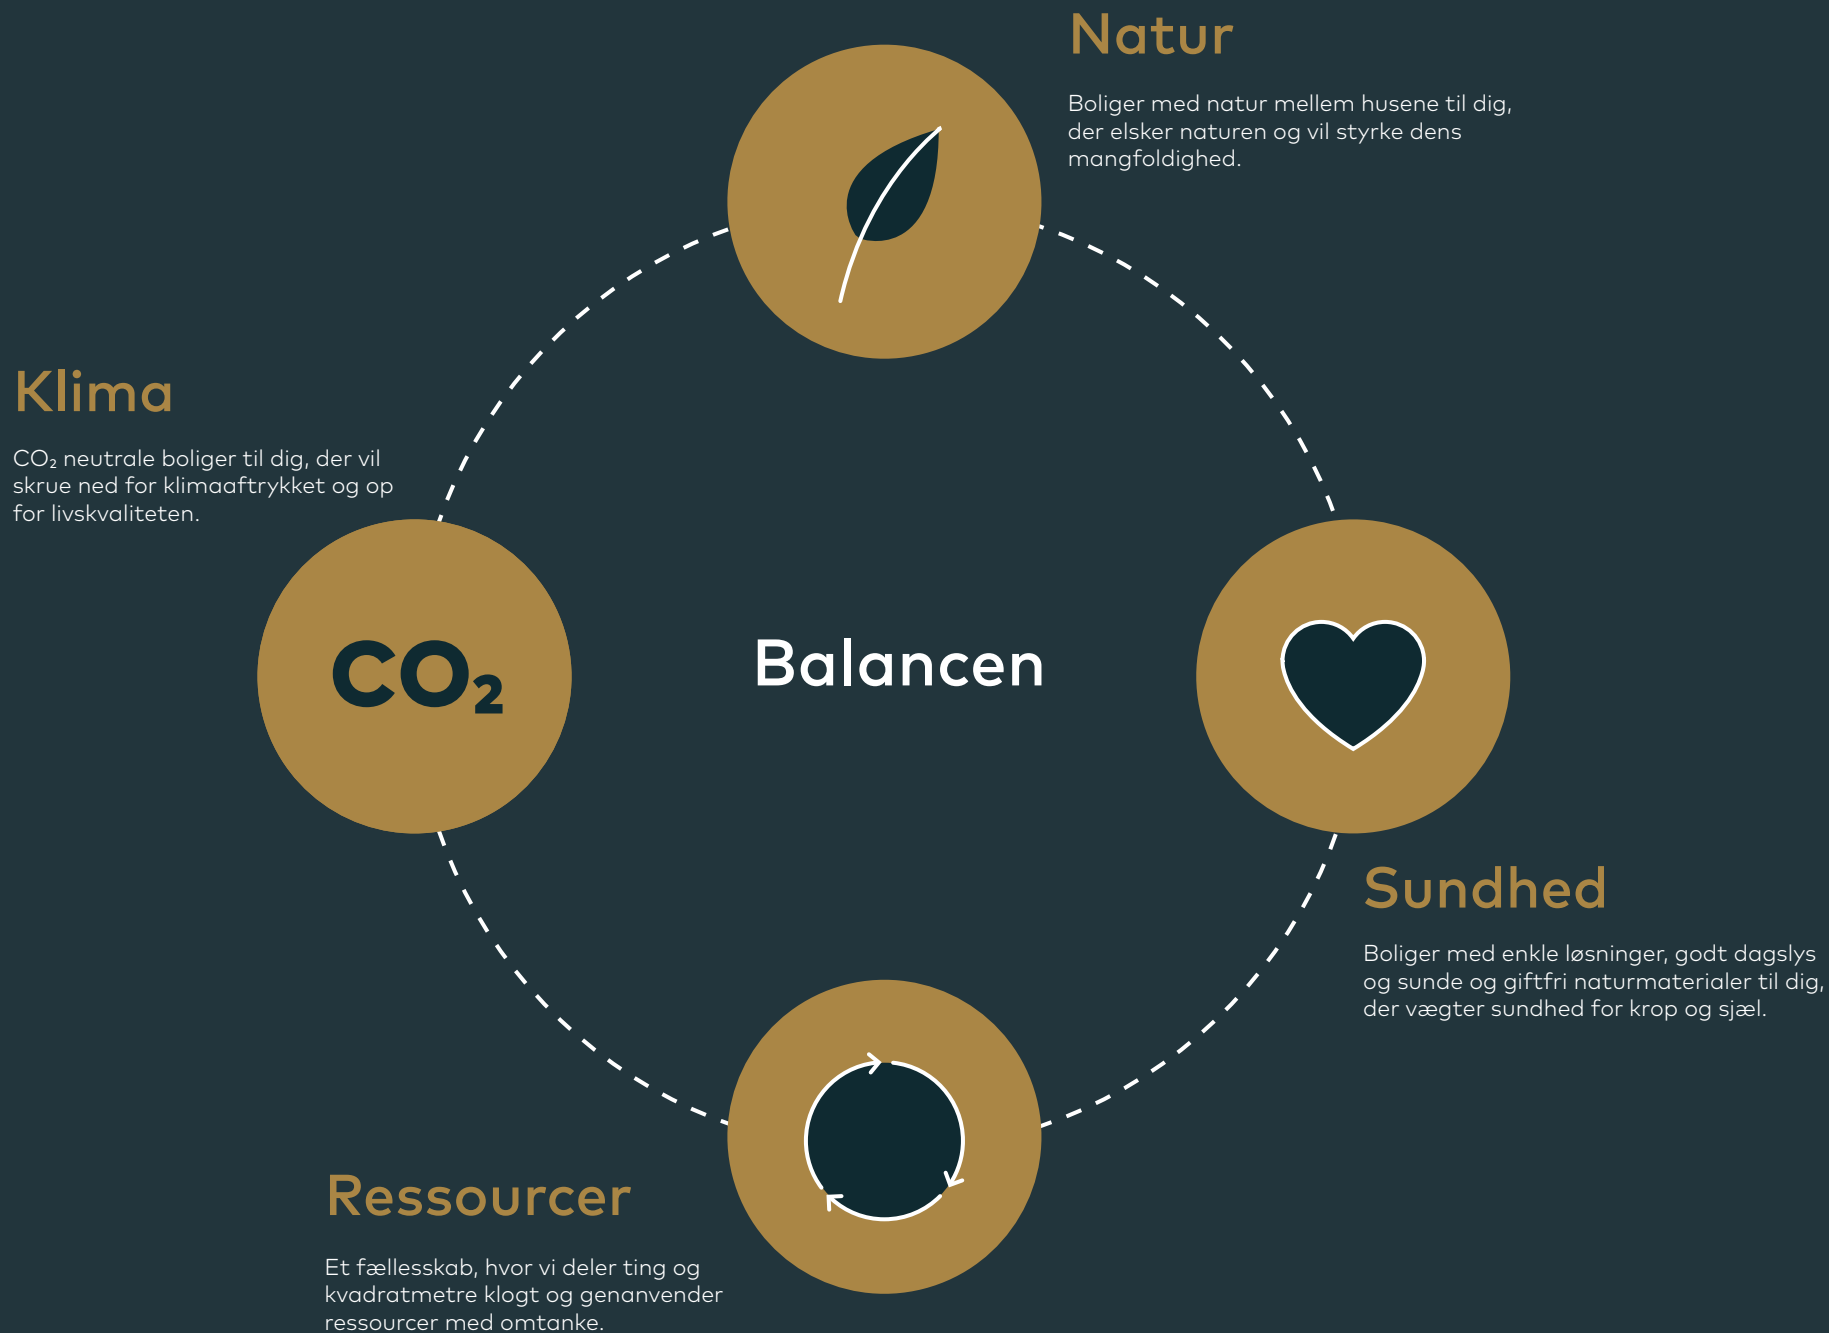 Natur
Boliger med natur mellem husene til dig,
der elsker naturen og vil styrke dens
mangfoldighed.
Klima
CO₂ neutrale boliger til dig, der vil
skrue ned for klimaaftrykket og op
for livskvaliteten.
CO₂
Balancen
Sundhed
Boliger med enkle løsninger, godt dagslys
og sunde og giftfri naturmaterialer til dig,
der vægter sundhed for krop og sjæl.
Ressourcer
Et fællesskab, hvor vi deler ting og
kvadratmetre klogt og genanvender
ressourcer med omtanke.